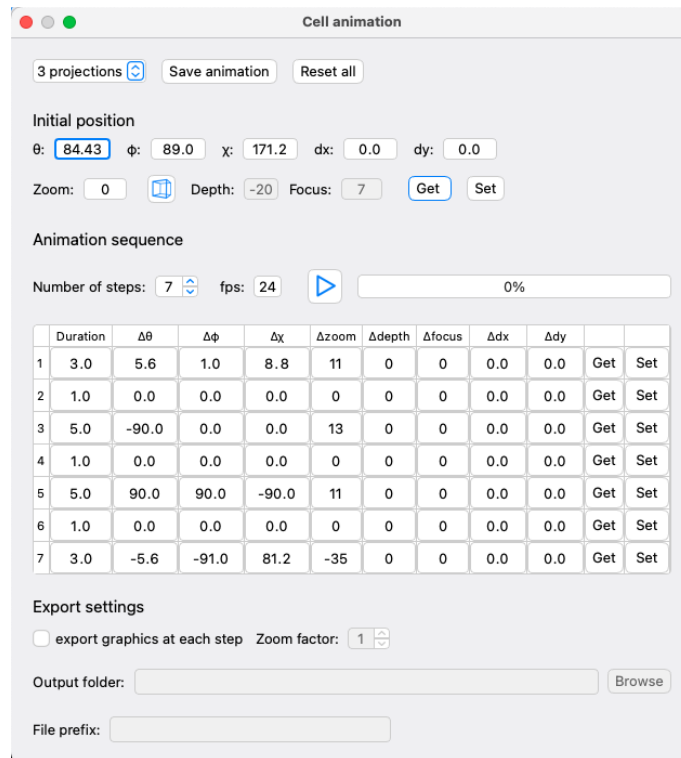 Cell animation
3 projections Save animation Reset all
Initial position
θ: 84.43 ϕ: 89.0 χ: 171.2 dx: 0.0 dy: 0.0
Zoom: 0 Depth: -20 Focus: 7 Get Set
Animation sequence
Number of steps: 7 fps: 24 0%
Duration Δθ Δϕ Δχ Δzoom Δdepth Δfocus Δdx Δdy
1 3.0 5.6 1.0 8.8 11 0 0 0.0 0.0 Get Set
2 1.0 0.0 0.0 0.0 0 0 0 0.0 0.0 Get Set
3 5.0 -90.0 0.0 0.0 13 0 0 0.0 0.0 Get Set
4 1.0 0.0 0.0 0.0 0 0 0 0.0 0.0 Get Set
5 5.0 90.0 90.0 -90.0 11 0 0 0.0 0.0 Get Set
6 1.0 0.0 0.0 0.0 0 0 0 0.0 0.0 Get Set
7 3.0 -5.6 -91.0 81.2 -35 0 0 0.0 0.0 Get Set
Export settings
export graphics at each step Zoom factor: 1
Output folder: Browse
File prefix: